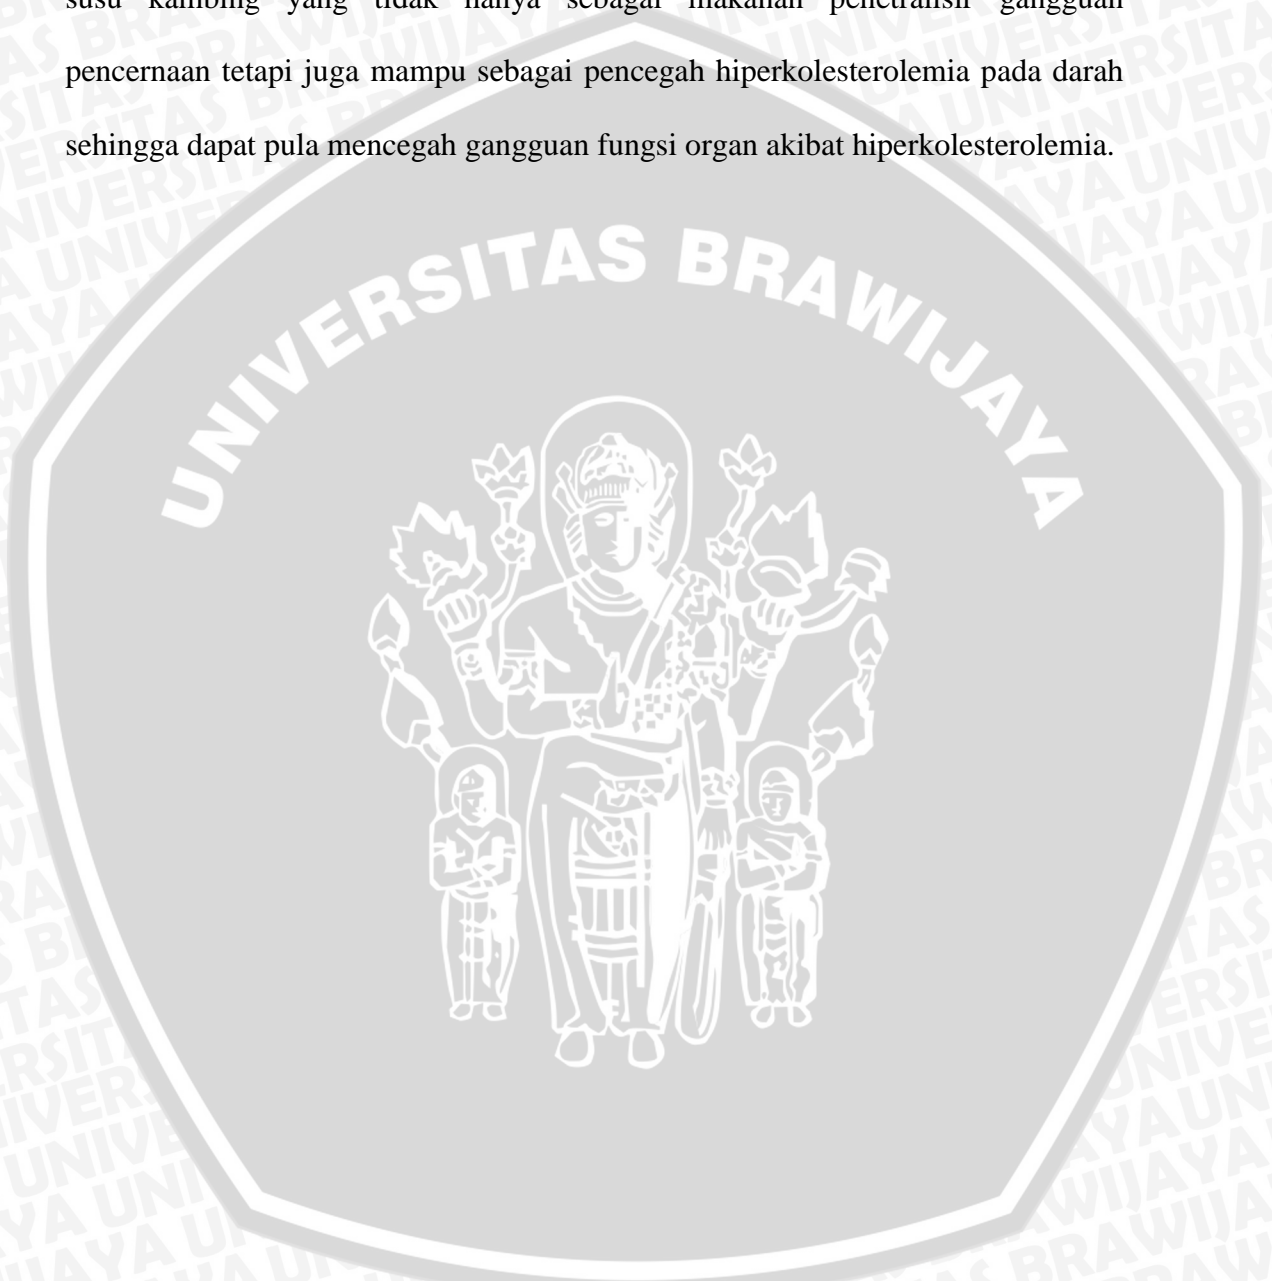 susu kambing yang tidak hanya sebagai makanan penetralisir gangguan
pencernaan tetapi juga mampu sebagai pencegah hiperkolesterolemia pada darah
sehingga dapat pula mencegah gangguan fungsi organ akibat hiperkolesterolemia.
UNIVERSITAS BRAWIJAYA